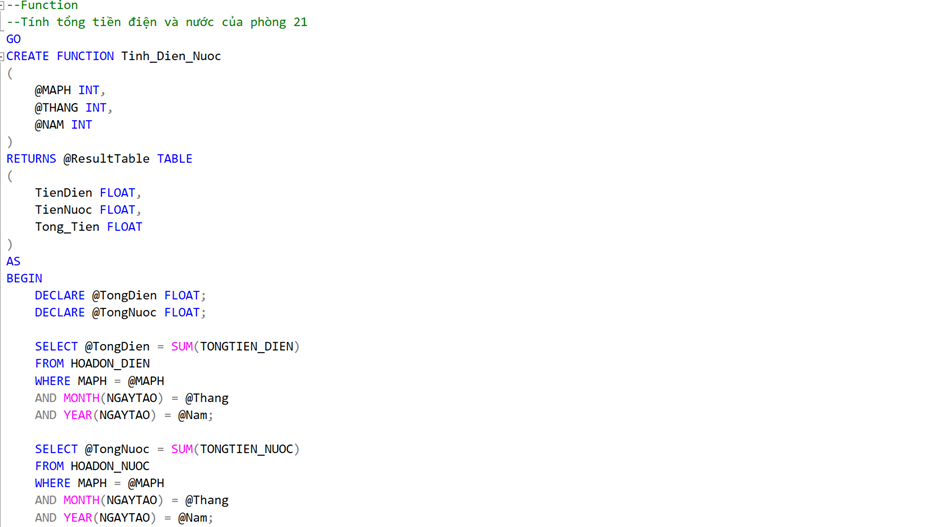 --Function
--Tính tổng tiền điện và nước của phòng 21
GO
CREATE FUNCTION Tinh_Dien_Nuoc
(
    @MAPH INT,
    @THANG INT,
    @NAM INT
)
RETURNS @ResultTable TABLE
(
    TienDien FLOAT,
    TienNuoc FLOAT,
    Tong_Tien FLOAT
)
AS
BEGIN
    DECLARE @TongDien FLOAT;
    DECLARE @TongNuoc FLOAT;

    SELECT @TongDien = SUM(TONGTIEN_DIEN)
    FROM HOADON_DIEN
    WHERE MAPH = @MAPH
    AND MONTH(NGAYTAO) = @Thang
    AND YEAR(NGAYTAO) = @Nam;

    SELECT @TongNuoc = SUM(TONGTIEN_NUOC)
    FROM HOADON_NUOC
    WHERE MAPH = @MAPH
    AND MONTH(NGAYTAO) = @Thang
    AND YEAR(NGAYTAO) = @Nam;